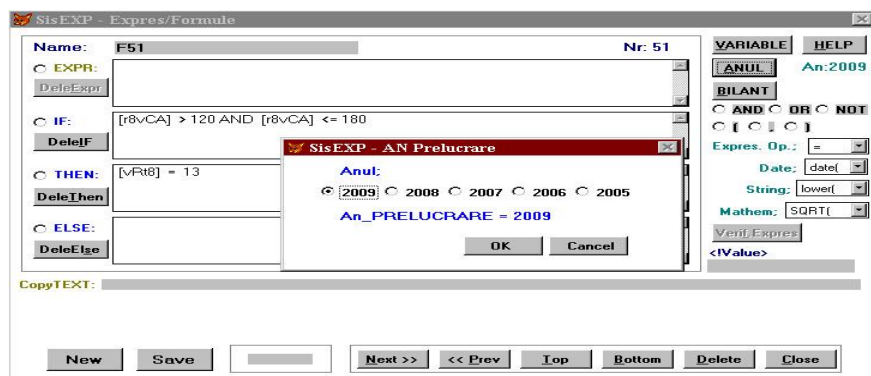 SisEXP - Expres/Formule
Name: F51 Nr: 51
EXPR:
DeleExpr
IF: [r8vCA] > 120 AND [r8vCA] <= 180
DeleIF
THEN: [vRt8] = 13
DeleThen
ELSE:
DeleElse
CopyTEXT:
VARIABLE HELP
ANUL An:2009
BILANT
AND OR NOT
Expres. Op.; =
Date; date(
String; lower(
Mathem; SQRT(
Verif.Expres
<!Value>
SisEXP - AN Prelucrare
Anul;
2009 2008 2007 2006 2005
An_PRELUCRARE = 2009
OK Cancel
New Save Next >> << Prev Top Bottom Delete Close